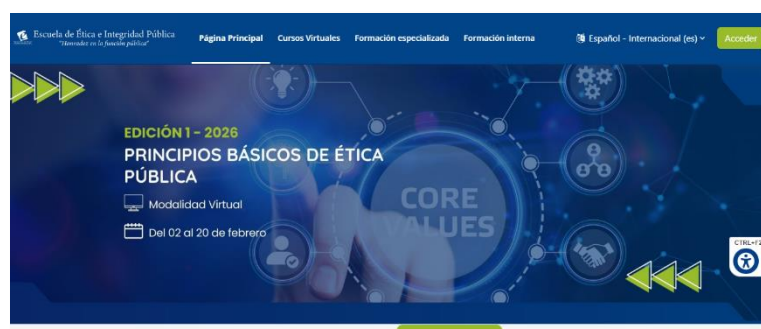 Escuela de Ética e Integridad Pública
"Honradez en la función pública"
Página Principal
Cursos Virtuales
Formación especializada
Formación interna
Español - Internacional (es)
Acceder
EDICIÓN 1 - 2026
PRINCIPIOS BÁSICOS DE ÉTICA
PÚBLICA
Modalidad Virtual
Del 02 al 20 de febrero
CORE
VALUES
CTRL+F2